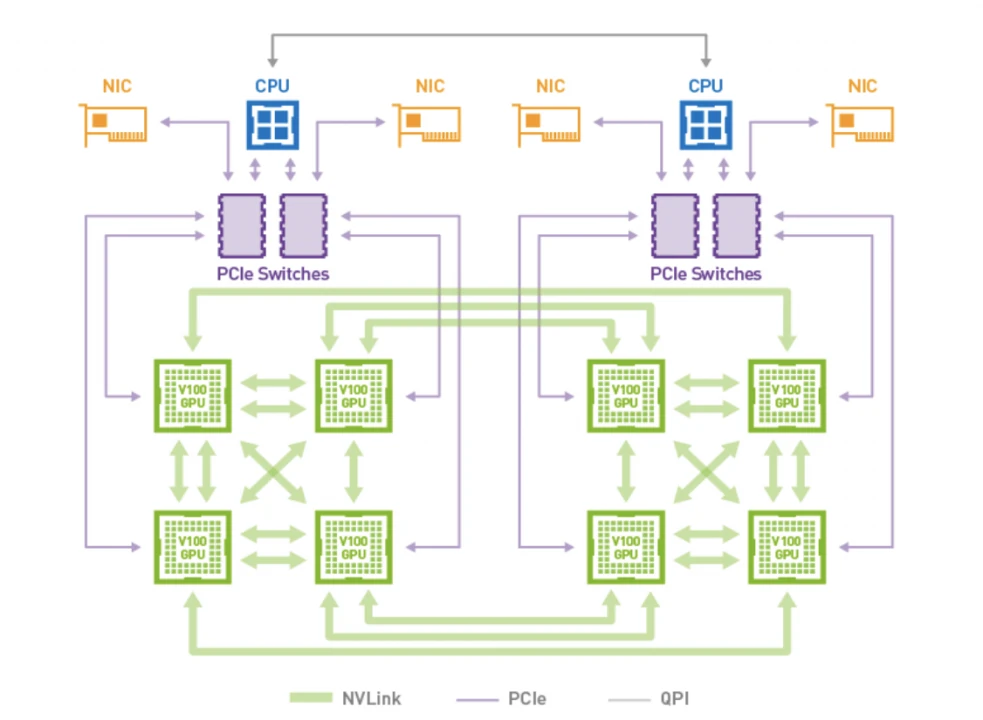 NIC
CPU
NIC
NIC
CPU
NIC
PCIe Switches
PCIe Switches
V100
GPU
V100
GPU
V100
GPU
V100
GPU
V100
GPU
V100
GPU
V100
GPU
V100
GPU
NVLink
PCIe
QPI